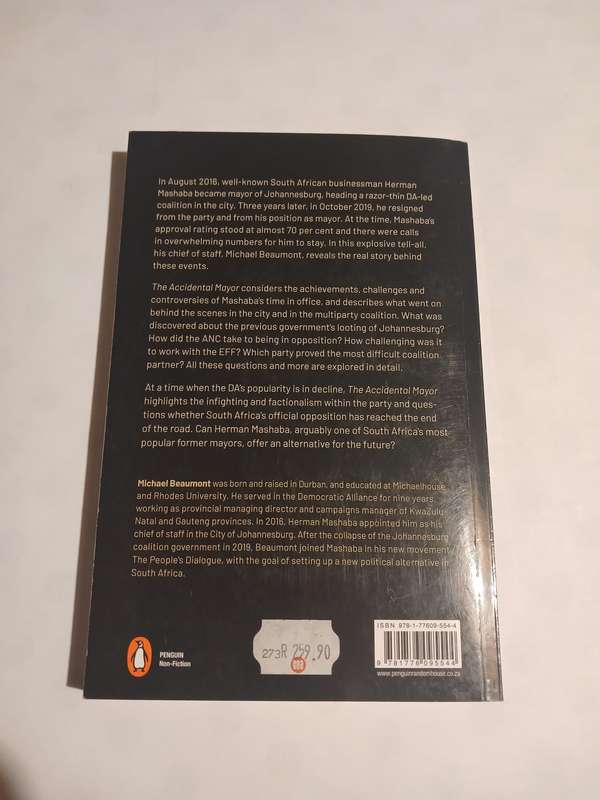 In August 2016, well-known South African businessman Herman
Mashaba became mayor of Johannesburg, heading a razor-thin DA-led
coalition in the city. Three years later, in October 2019, he resigned
from the party and from his position as mayor. At the time, Mashaba's
approval rating stood at almost 70 per cent and there were calls
in overwhelming numbers for him to stay. In this explosive tell-all,
his chief of staff, Michael Beaumont, reveals the real story behind
these events.
The Accidental Mayor considers the achievements, challenges and
controversies of Mashaba's time in office, and describes what went on
behind the scenes in the city and in the multiparty coalition. What was
discovered about the previous government's looting of Johannesburg?
How did the ANC take to being in opposition? How challenging was it
to work with the EFF? Which party proved the most difficult coalition
partner? All these questions and more are explored in detail.
At a time when the DA's popularity is in decline, The Accidental Mayor
highlights the infighting and factionalism within the party and ques-
tions whether South Africa's official opposition has reached the end
of the road. Can Herman Mashaba, arguably one of South Africa's most
popular former mayors, offer an alternative for the future?
Michael Beaumont was born and raised in Durban, and educated at Michaelhouse
and Rhodes University. He served in the Democratic Alliance for nine years,
working as provincial managing director and campaigns manager of KwaZulu-
Natal and Gauteng provinces. In 2016, Herman Mashaba appointed him as his
chief of staff in the City of Johannesburg. After the collapse of the Johannesburg
coalition government in 2019, Beaumont joined Mashaba in his new movement,
The People's Dialogue, with the goal of setting up a new political alternative in
South Africa.
PENGUIN
Non-Fiction
273R 259.90
ISBN 978-1-77609-554-4
9 781776 095544
www.penguinrandomhouse.co.za